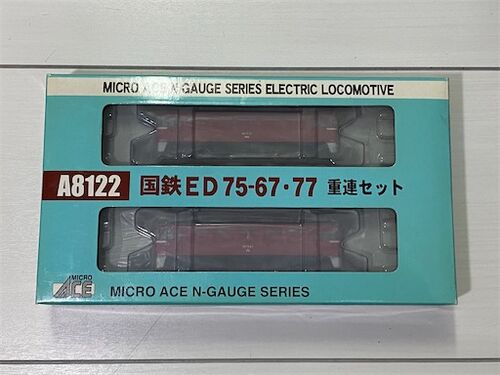 MICRO ACE N-GAUGE SERIES ELECTRIC LOCOMOTIVE
A8122 国鉄ED75-67・77 重連セット
MICRO
ACE
MICRO ACE N-GAUGE SERIES